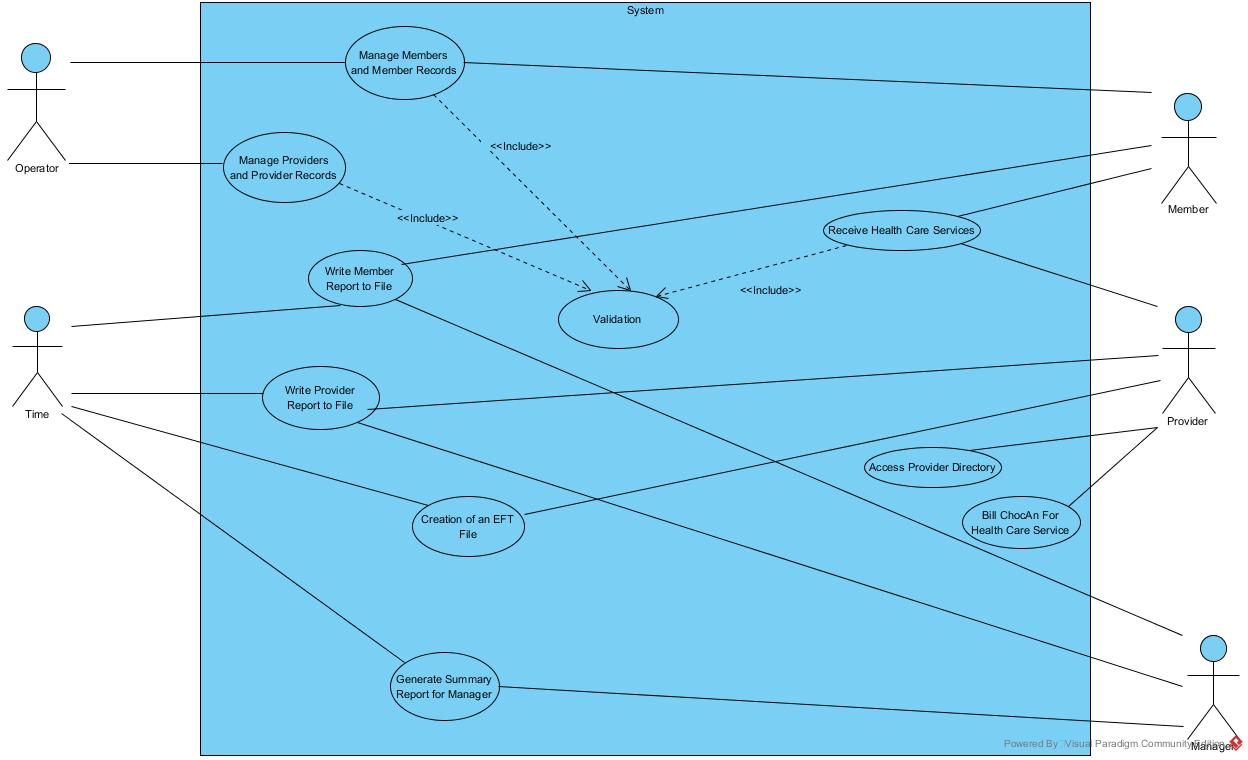 System
Manage Members
and Member Records
Operator
<<Include>>
Manage Providers
and Provider Records
Member
<<Include>>
Receive Health Care Services
Write Member
Report to File
<<Include>>
Validation
Time
Write Provider
Report to File
Provider
Access Provider Directory
Creation of an EFT
File
Bill ChocAn For
Health Care Service
Generate Summary
Report for Manager
Powered By Visual Paradigm Community Edition
Manager